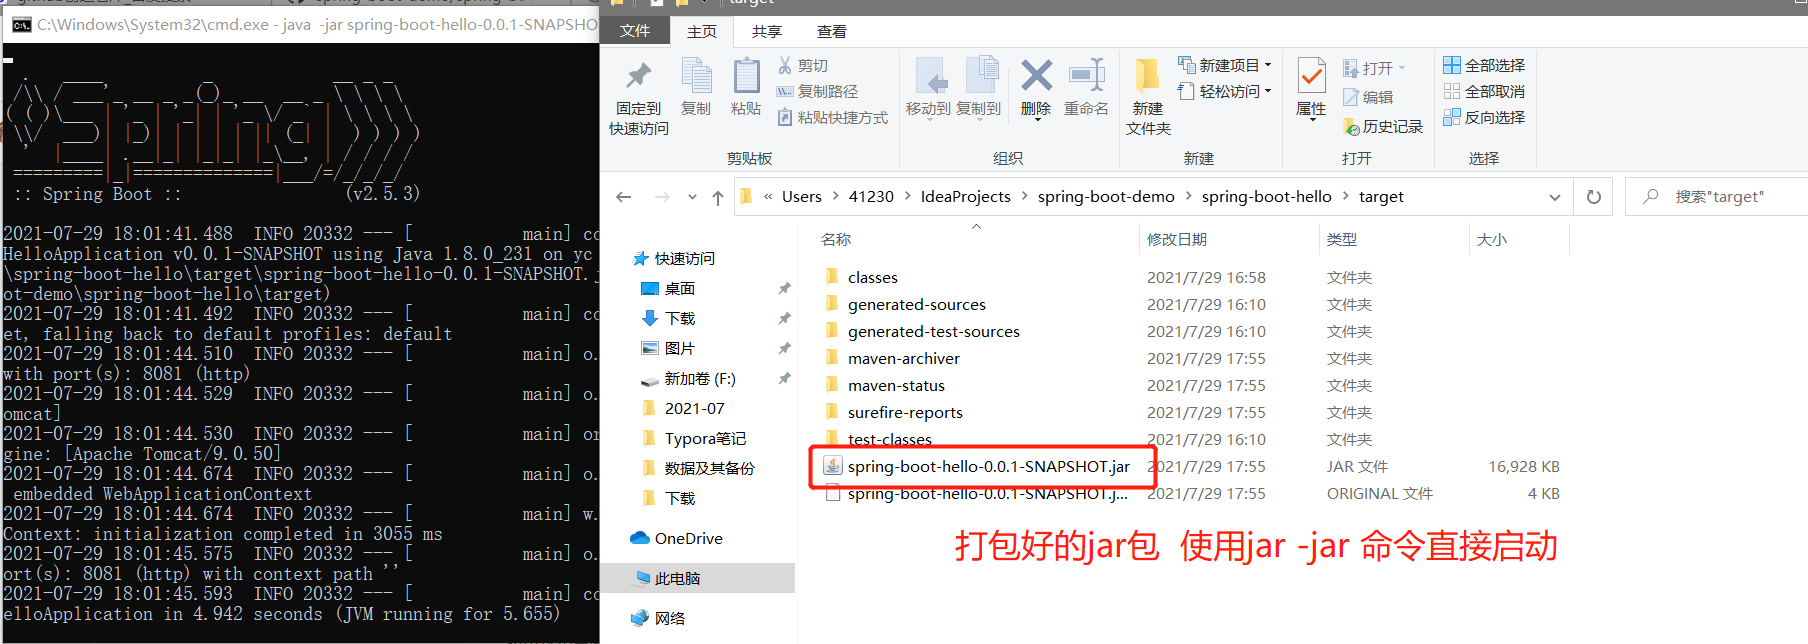 C:\Windows\System32\cmd.exe - java  -jar spring-boot-hello-0.0.1-SNAPSHO
:: Spring Boot ::                (v2.5.3)
2021-07-29 18:01:41.488  INFO 20332 --- [           main] co
HelloApplication v0.0.1-SNAPSHOT using Java 1.8.0_231 on yc
\spring-boot-hello\target\spring-boot-hello-0.0.1-SNAPSHOT.j
ot-demo\spring-boot-hello\target)
2021-07-29 18:01:41.492  INFO 20332 --- [           main] co
et, falling back to default profiles: default
2021-07-29 18:01:44.510  INFO 20332 --- [           main] o.
with port(s): 8081 (http)
2021-07-29 18:01:44.529  INFO 20332 --- [           main] o.
omcat]
2021-07-29 18:01:44.530  INFO 20332 --- [           main] or
gine: [Apache Tomcat/9.0.50]
2021-07-29 18:01:44.674  INFO 20332 --- [           main] o.
embedded WebApplicationContext
2021-07-29 18:01:44.674  INFO 20332 --- [           main] w.
Context: initialization completed in 3055 ms
2021-07-29 18:01:45.575  INFO 20332 --- [           main] o.
ort(s): 8081 (http) with context path ''
2021-07-29 18:01:45.593  INFO 20332 --- [           main] co
elloApplication in 4.942 seconds (JVM running for 5.655)
target
文件 主页 共享 查看
固定到快速访问
复制
粘贴
剪切
复制路径
粘贴快捷方式
剪贴板
移动到
复制到
删除
重命名
组织
新建文件夹
新建项目
轻松访问
新建
属性
打开
编辑
历史记录
打开
全部选择
全部取消
反向选择
选择
« Users > 41230 > IdeaProjects > spring-boot-demo > spring-boot-hello > target
搜索"target"
快速访问
桌面
下载
图片
新加卷 (F:)
2021-07
Typora笔记
数据及其备份
下载
OneDrive
此电脑
网络
名称 修改日期 类型 大小
classes 2021/7/29 16:58 文件夹
generated-sources 2021/7/29 16:10 文件夹
generated-test-sources 2021/7/29 16:10 文件夹
maven-archiver 2021/7/29 17:55 文件夹
maven-status 2021/7/29 17:55 文件夹
surefire-reports 2021/7/29 17:55 文件夹
test-classes 2021/7/29 16:10 文件夹
spring-boot-hello-0.0.1-SNAPSHOT.jar 2021/7/29 17:55 JAR 文件 16,928 KB
spring-boot-hello-0.0.1-SNAPSHOT.j... 2021/7/29 17:55 ORIGINAL 文件 4 KB
打包好的jar包  使用jar -jar 命令直接启动